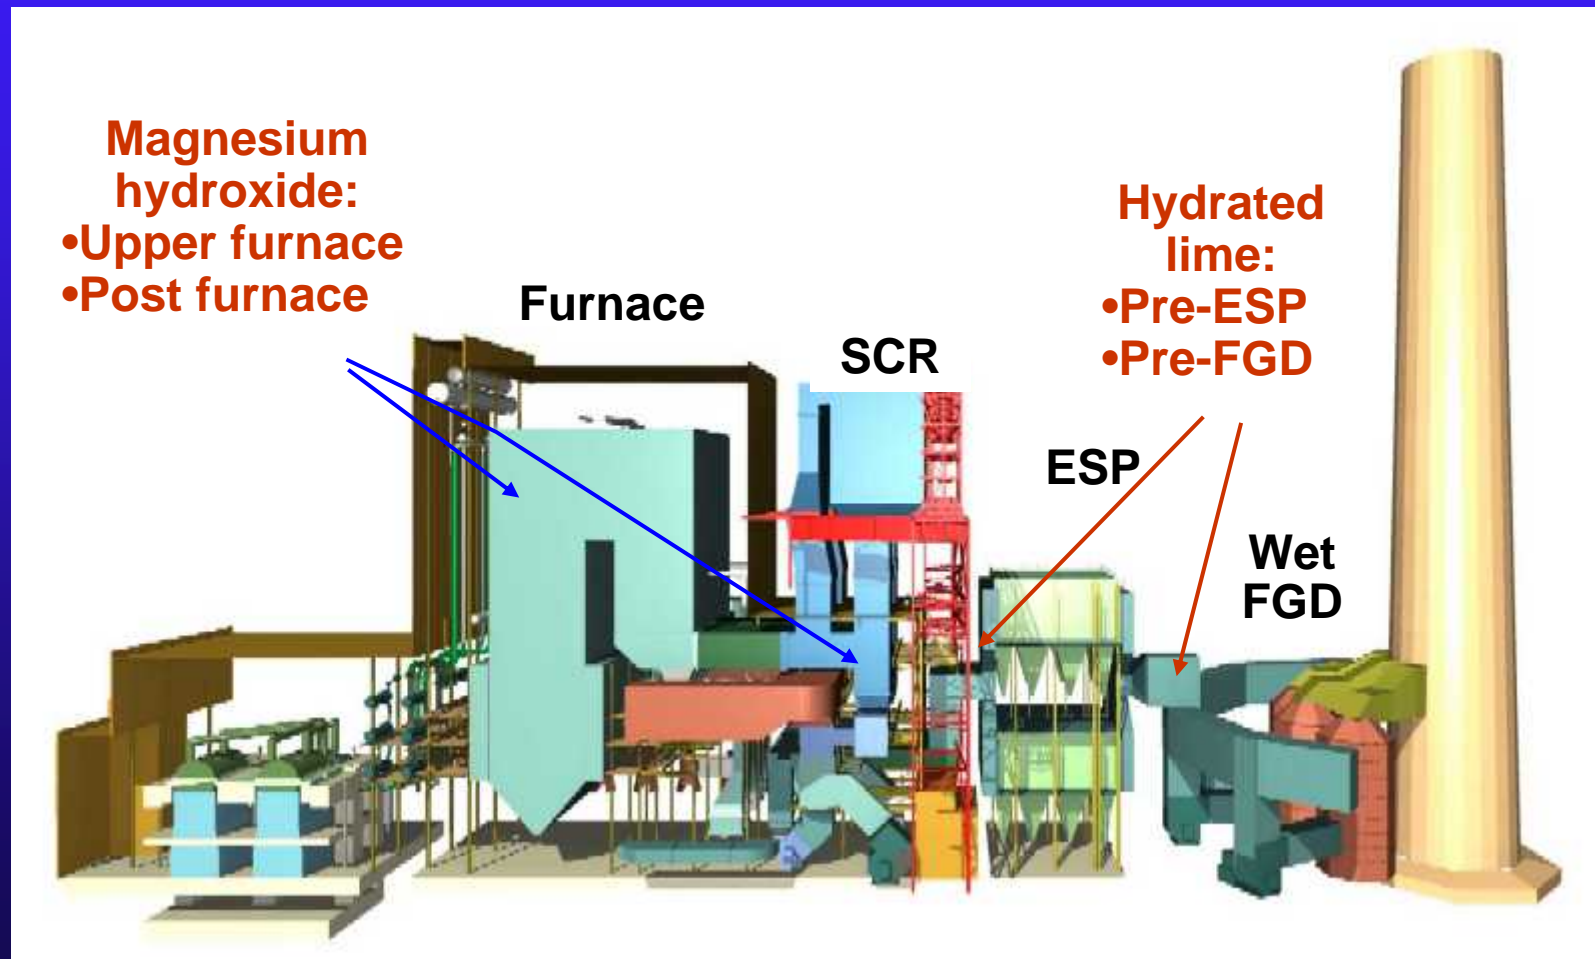 Magnesium
hydroxide:
•Upper furnace
•Post furnace
Furnace
SCR
Hydrated
lime:
•Pre-ESP
•Pre-FGD
ESP
Wet
FGD